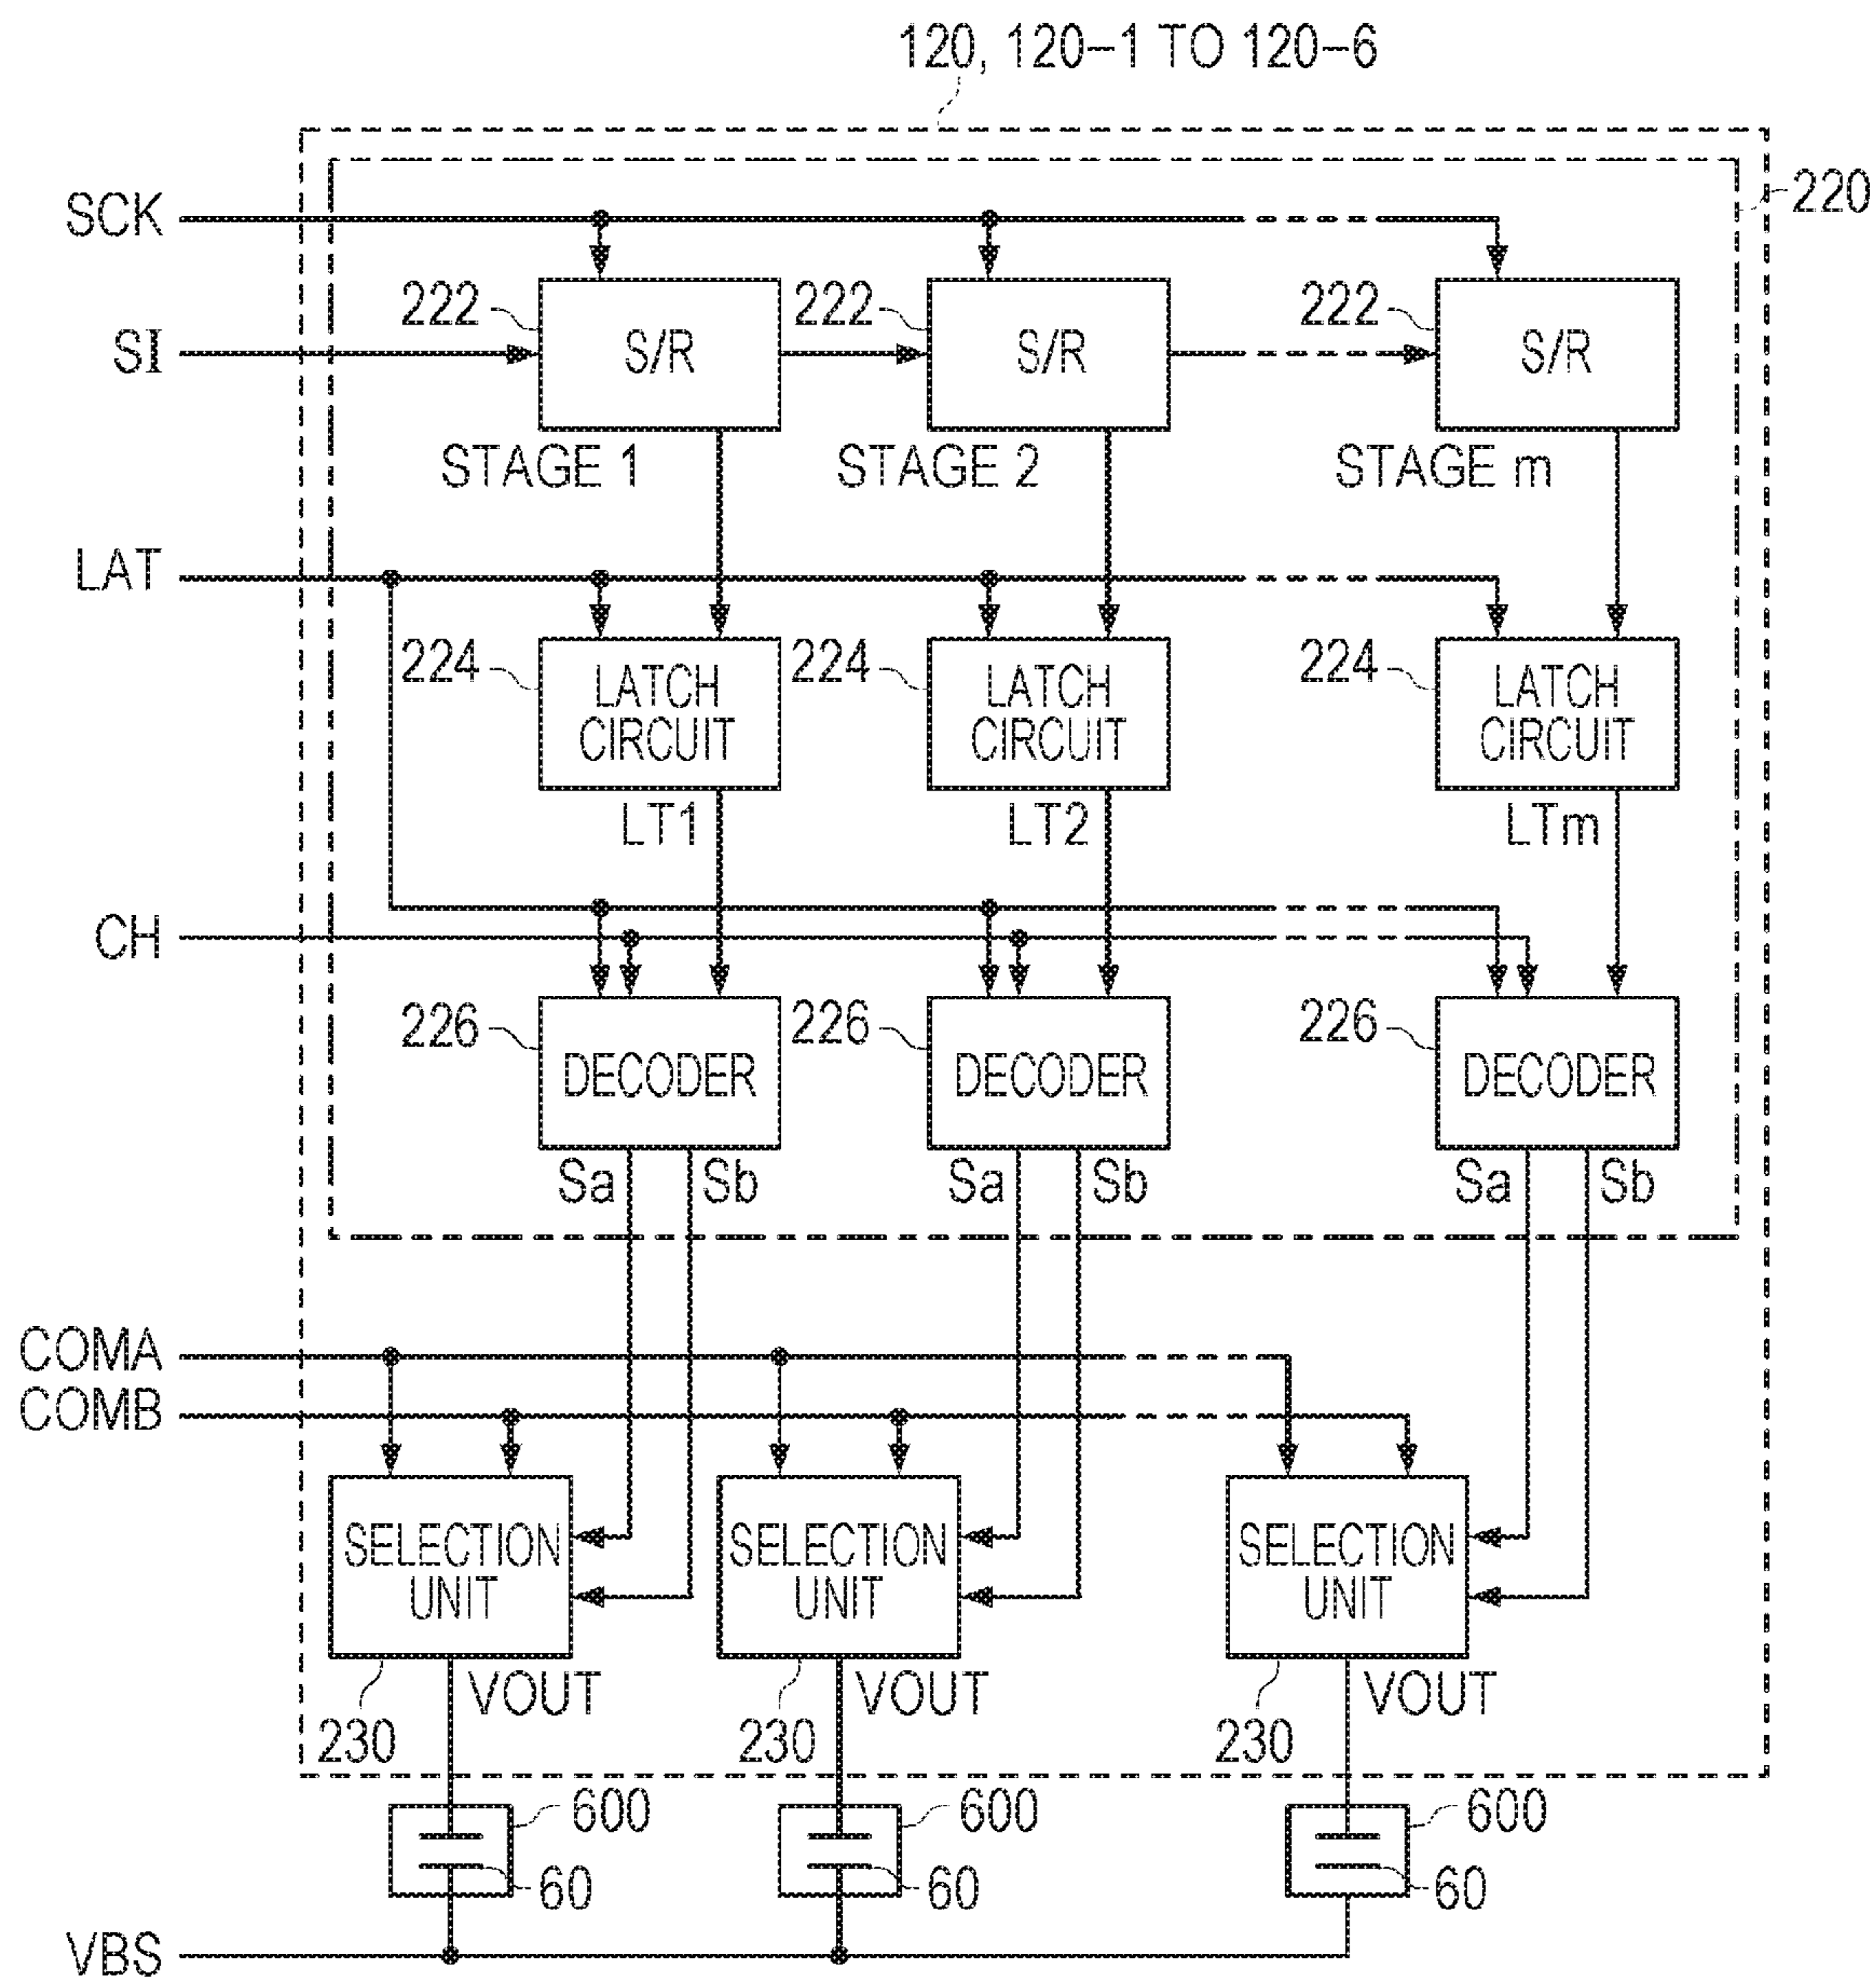 120, 120-1 TO 120-6
220
SCK
222 222 222
SI S/R S/R S/R
STAGE 1 STAGE 2 STAGE m
LAT
224 224 224
LATCH CIRCUIT LATCH CIRCUIT LATCH CIRCUIT
LT1 LT2 LTm
CH
226 226 226
DECODER DECODER DECODER
Sa Sb Sa Sb Sa Sb
COMA
COMB
SELECTION UNIT SELECTION UNIT SELECTION UNIT
VOUT VOUT VOUT
230 230 230
600 600 600
60 60 60
VBS